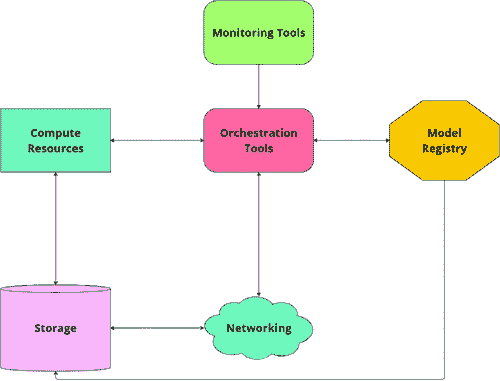 Monitoring Tools
Compute
Resources
Orchestration
Tools
Model
Registry
Storage
Networking